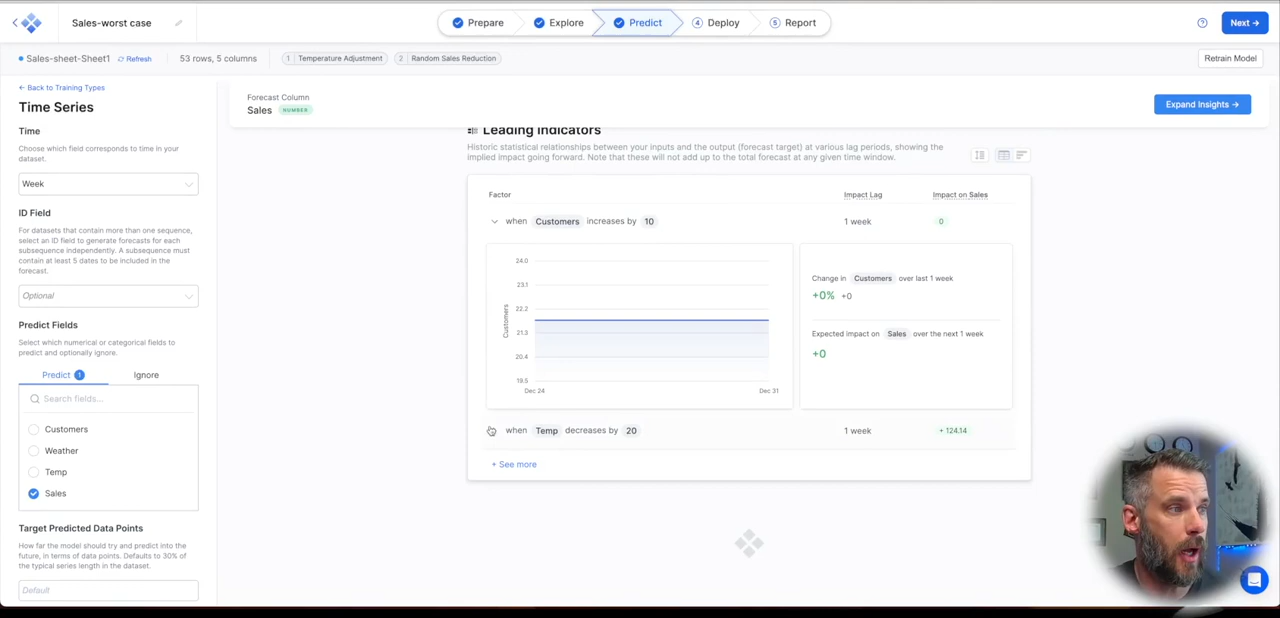 Sales-worst case
Prepare
Explore
Predict
4 Deploy
5 Report
Next →
Sales-sheet-Sheet1
Refresh
53 rows, 5 columns
1 Temperature Adjustment
2 Random Sales Reduction
Retrain Model
← Back to Training Types
Time Series
Time
Choose which field corresponds to time in your
dataset.
Week
ID Field
For datasets that contain more than one sequence,
select an ID field to generate forecasts for each
subsequence independently. A subsequence must
contain at least 5 dates to be included in the
forecast.
Optional
Predict Fields
Select which numerical or categorical fields to
predict and optionally ignore.
Predict 1
Ignore
Search fields...
Customers
Weather
Temp
Sales
Target Predicted Data Points
How far the model should try and predict into the
future, in terms of data points. Defaults to 30% of
the typical series length in the dataset.
Default
Forecast Column
Sales NUMBER
Expand Insights →
Leading Indicators
Historic statistical relationships between your inputs and the output (forecast target) at various lag periods, showing the
implied impact going forward. Note that these will not add up to the total forecast at any given time window.
Factor
Impact Lag
Impact on Sales
when Customers increases by 10
1 week
0
24.0
23.1
22.2
21.3
20.4
19.5
Customers
Dec 24
Dec 31
Change in Customers over last 1 week
+0% +0
Expected impact on Sales over the next 1 week
+0
when Temp decreases by 20
1 week
+ 124.14
+ See more